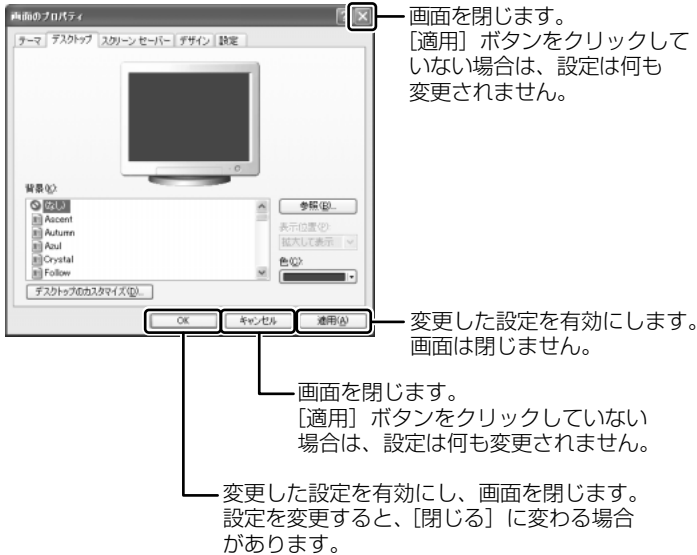 画面のプロパティ
テーマ デスクトップ スクリーン セーバー デザイン 設定
画面を閉じます。
［適用］ボタンをクリックして
いない場合は、設定は何も
変更されません。
背景(K):
(なし)
Ascent
Autumn
Azul
Crystal
Follow
参照(B)...
表示位置(P):
拡大して表示
色(C):
デスクトップのカスタマイズ(D)...
OK キャンセル 適用(A)
変更した設定を有効にします。
画面は閉じません。
画面を閉じます。
［適用］ボタンをクリックしていない
場合は、設定は何も変更されません。
変更した設定を有効にし、画面を閉じます。
設定を変更すると、［閉じる］に変わる場合
があります。